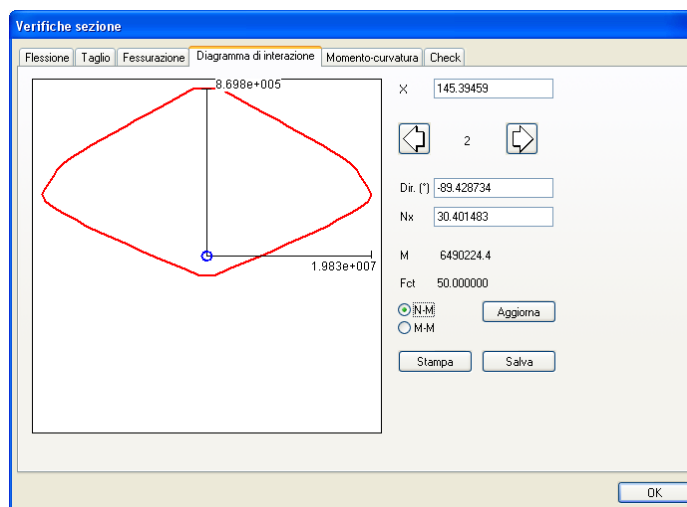 Verifiche sezione
Flessione Taglio Fessurazione Diagramma di interazione Momento-curvatura Check
8.698e+005
1.983e+007
X 145.39459
2
Dir. (°) -89.428734
Nx 30.401483
M 6490224.4
Fct 50.000000
N-M
M-M
Aggiorna
Stampa Salva
OK